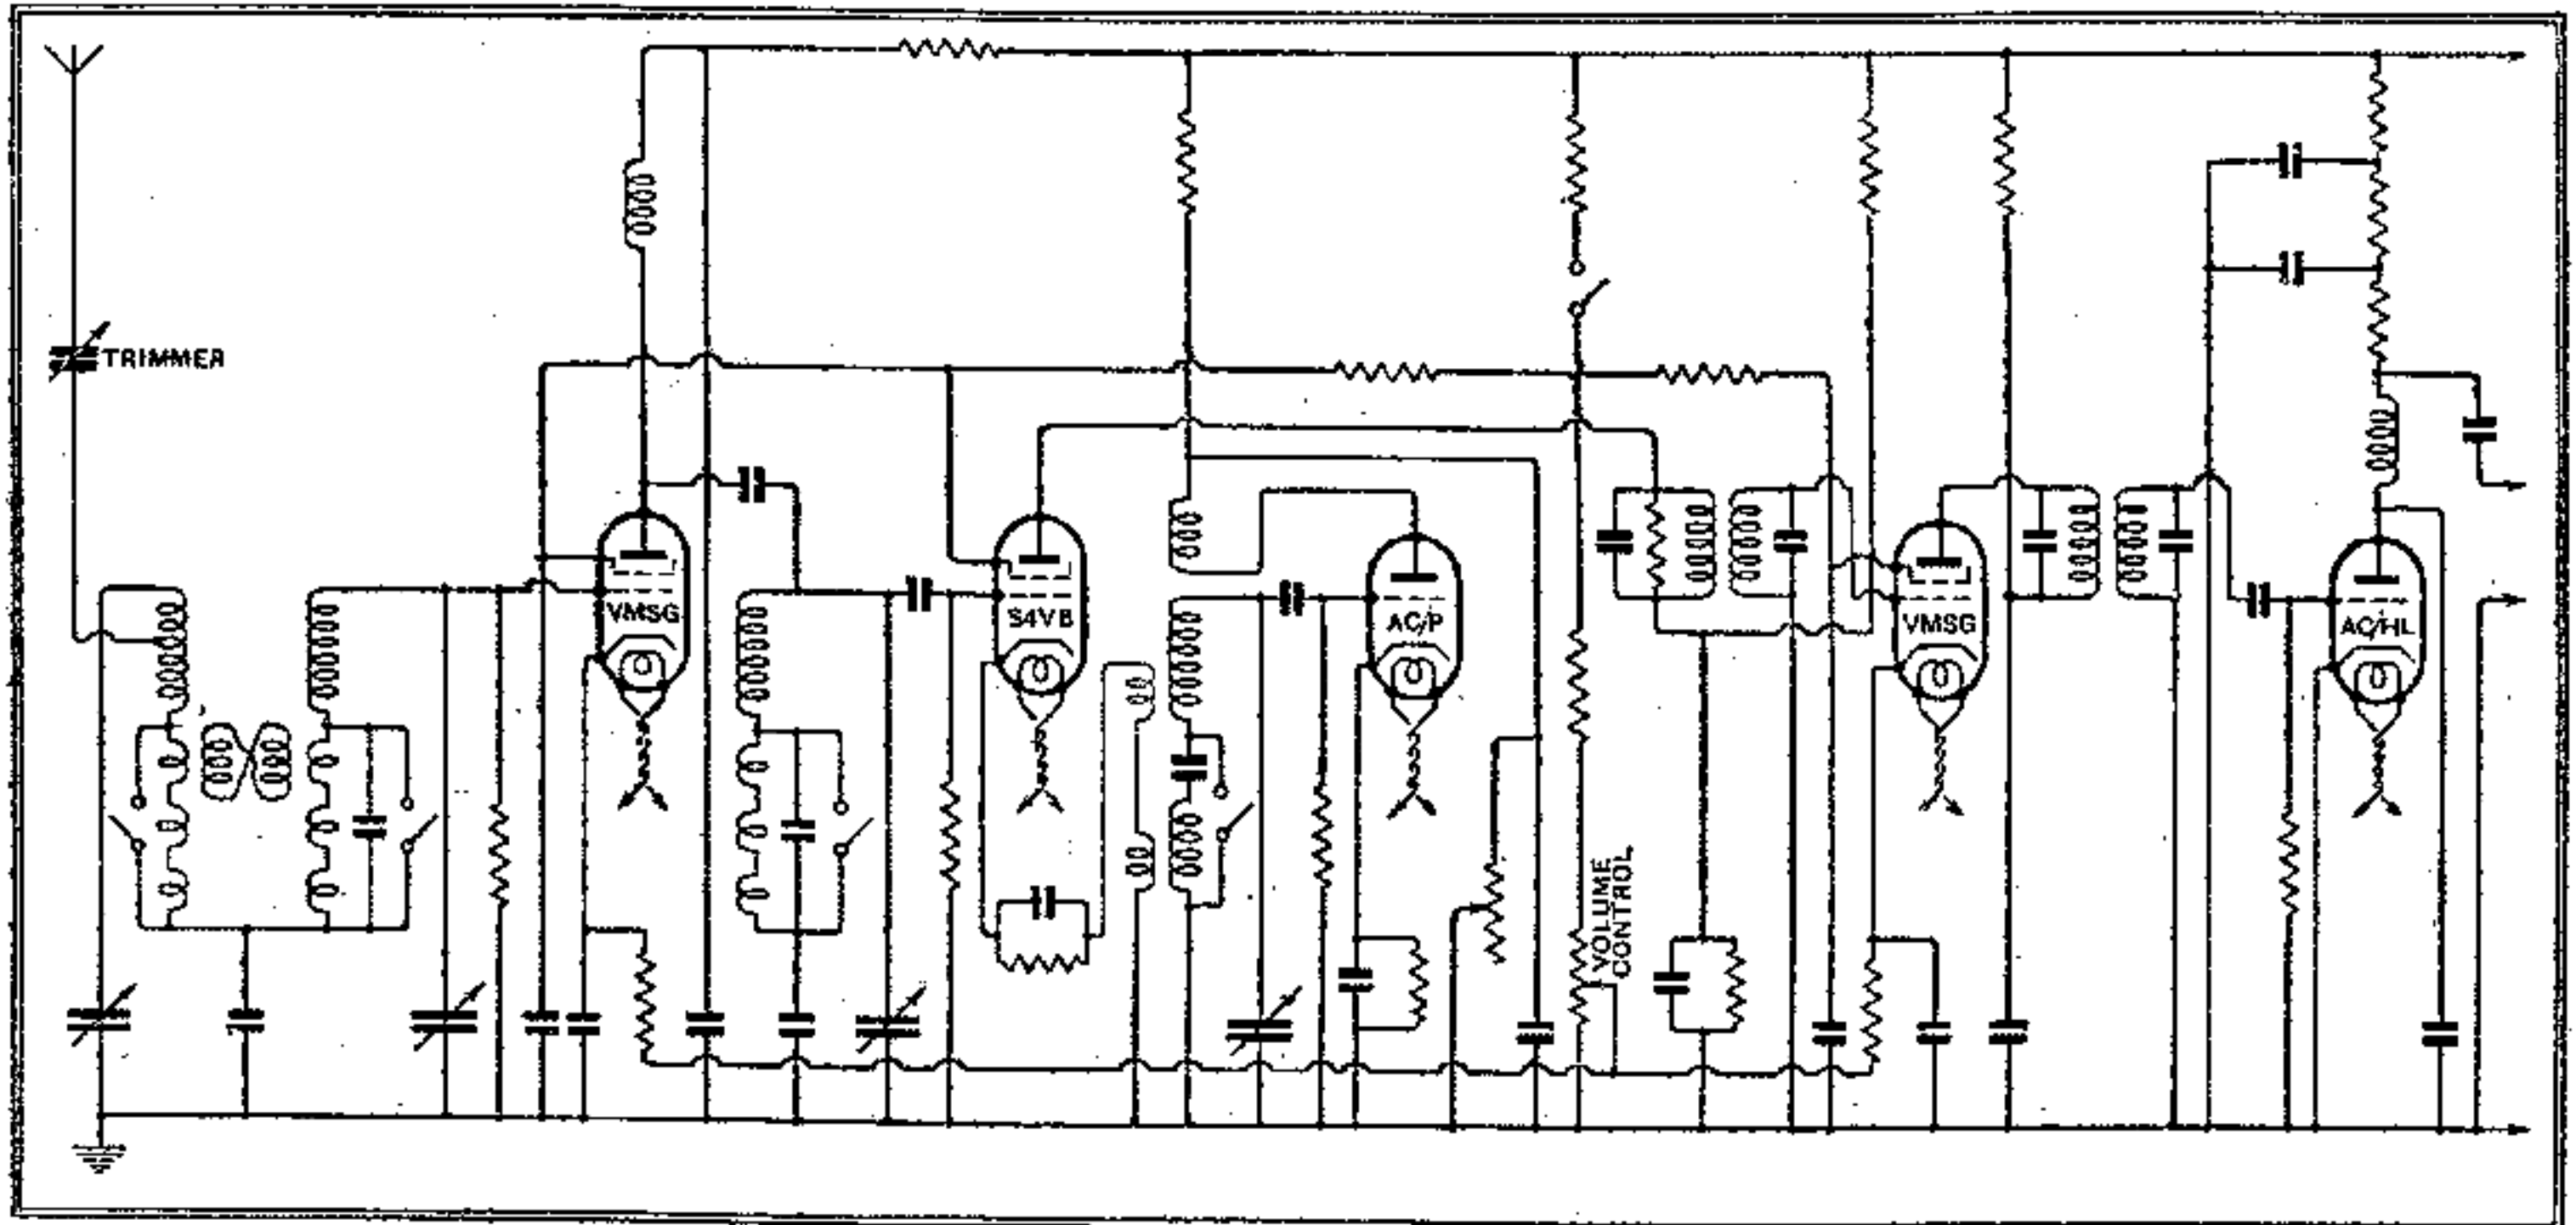 TRIMMER
VMSG
S4VB
AC/P
VOLUME
CONTROL
VMSG
AC/HL